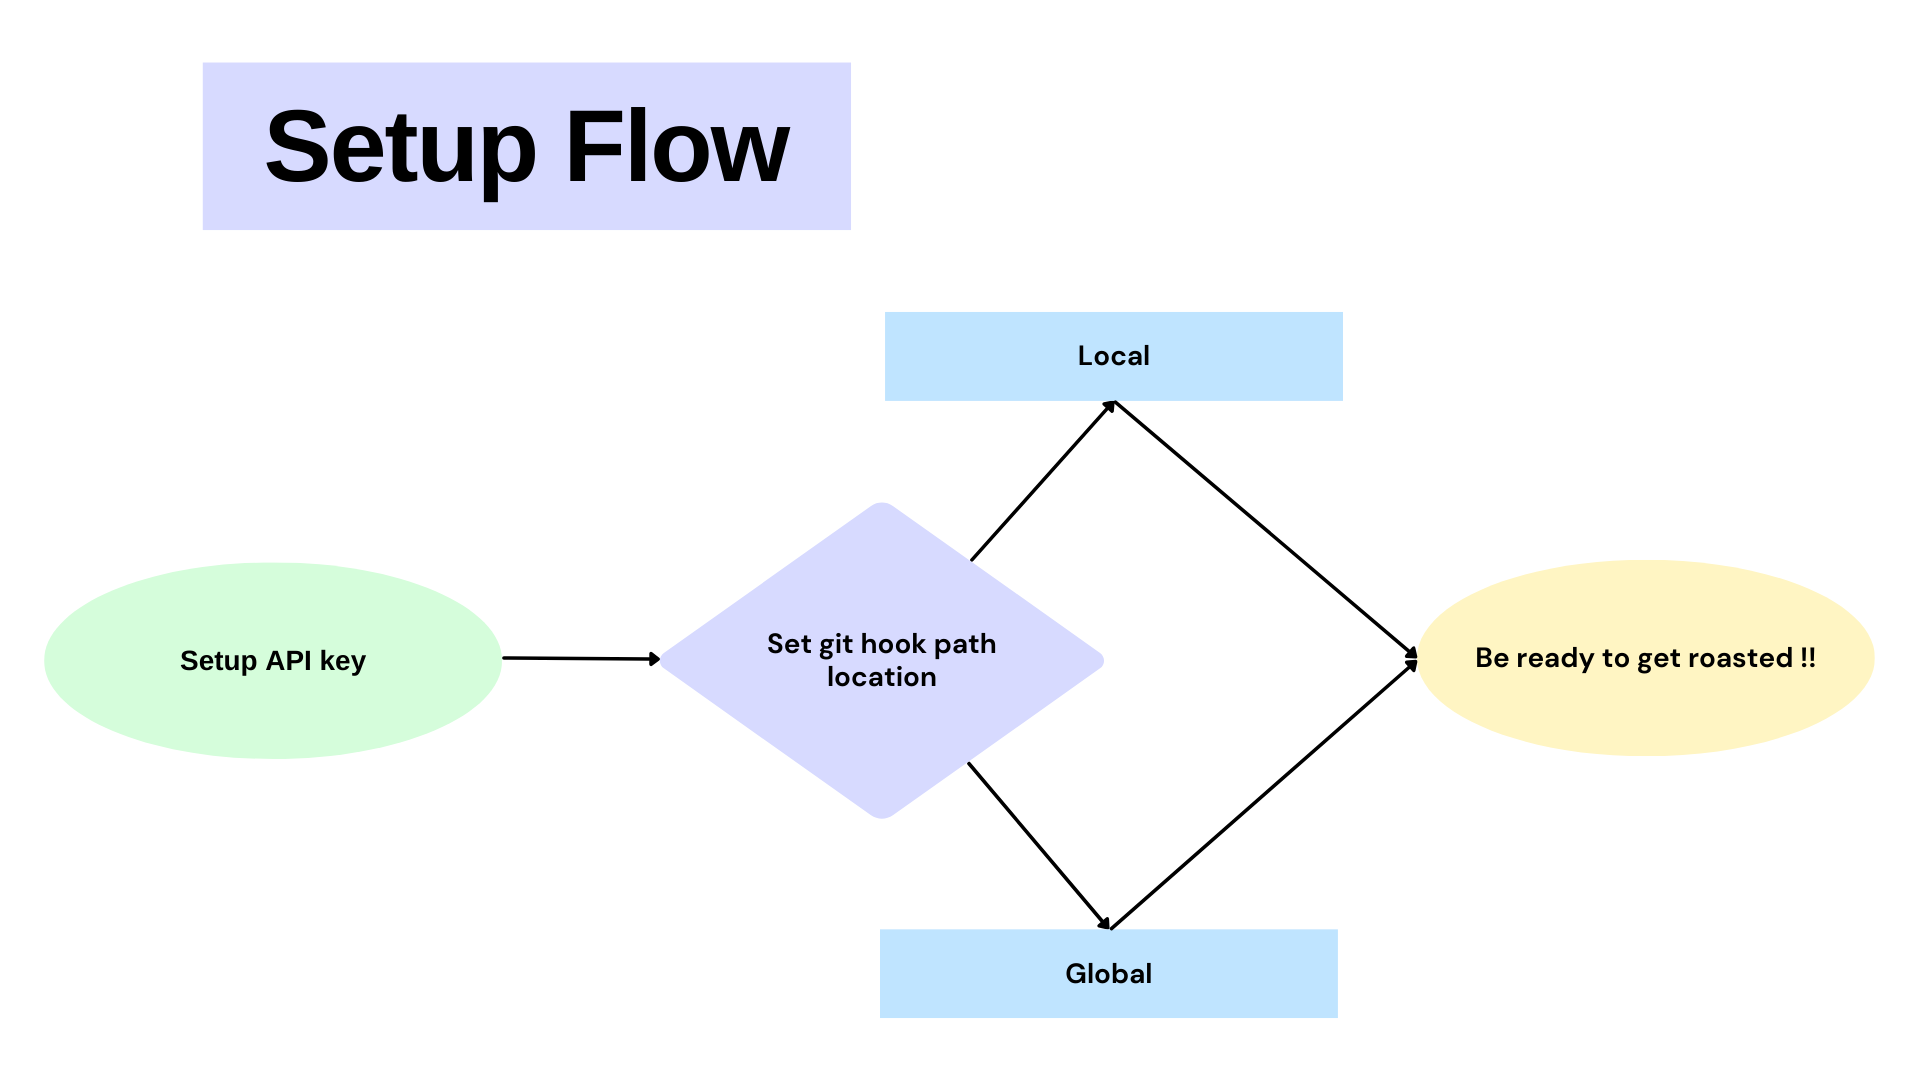 Setup Flow
Local
Setup API key
Set git hook path
location
Be ready to get roasted !!
Global